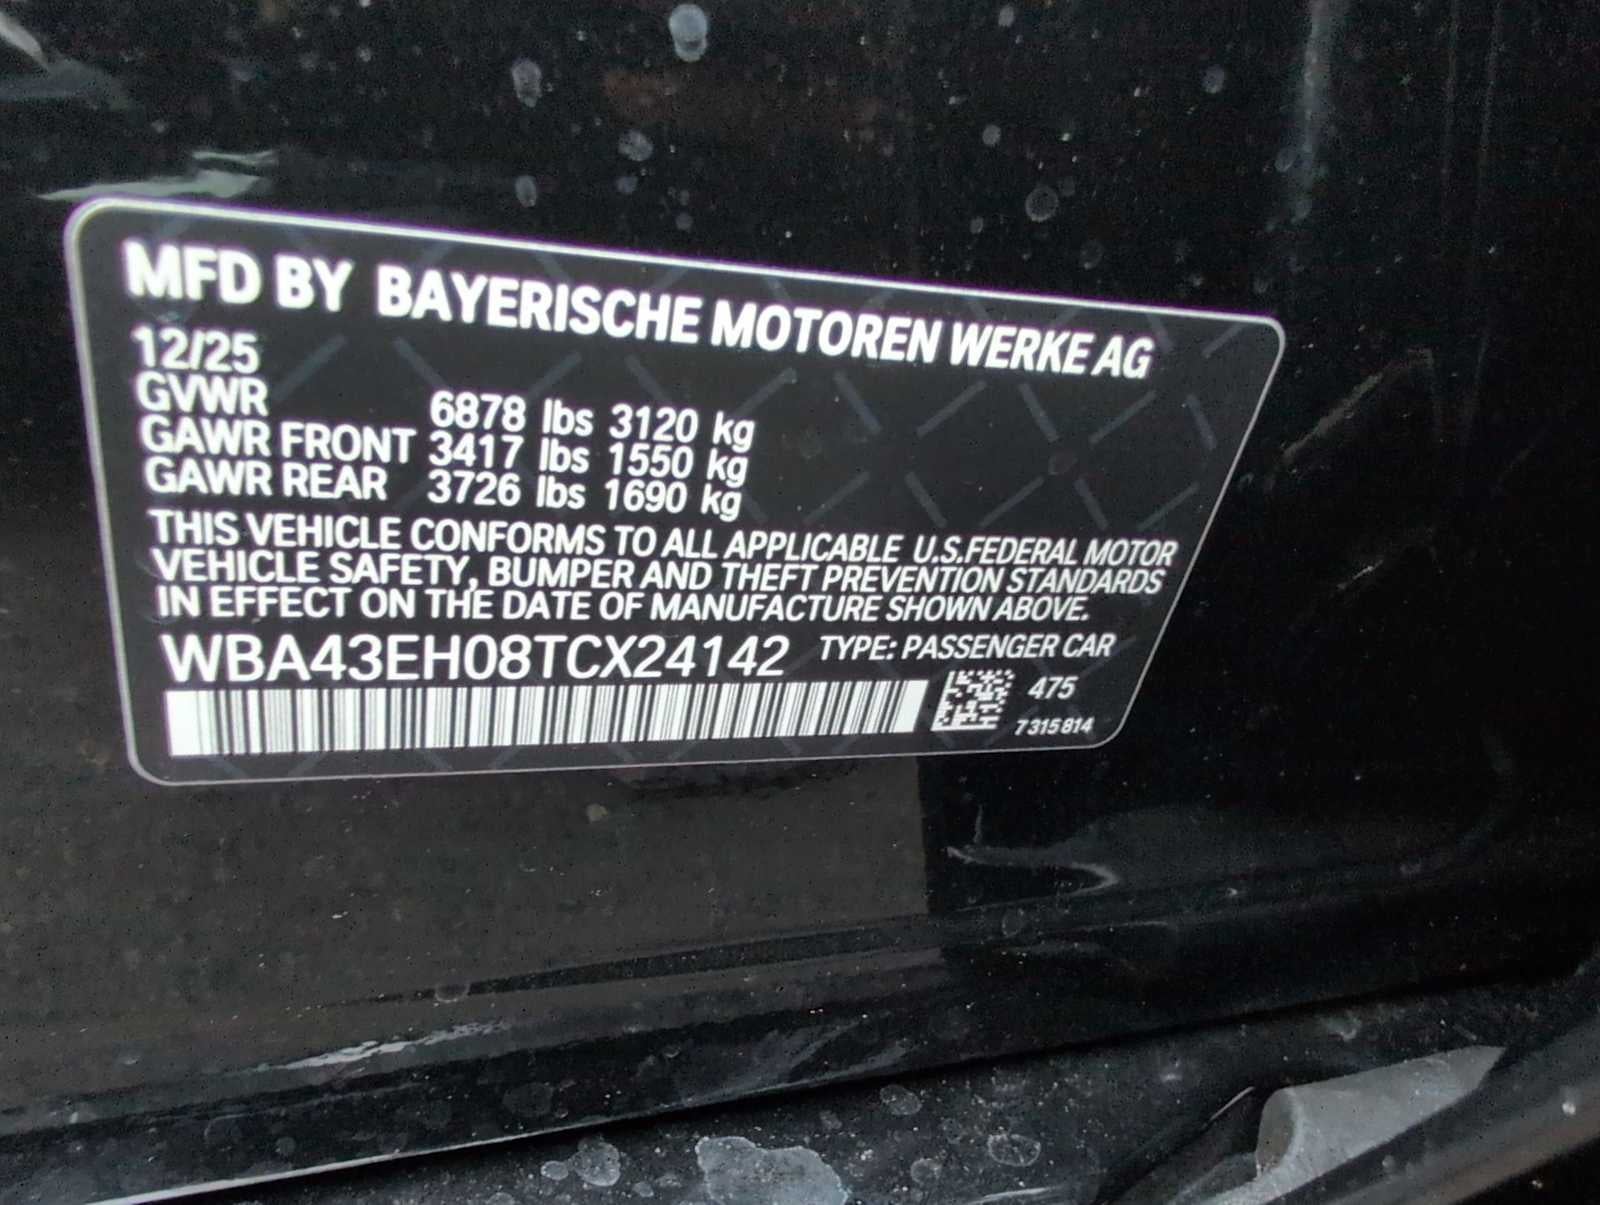 MFD BY BAYERISCHE MOTOREN WERKE AG
12/25
GVWR 6878 lbs 3120 kg
GAWR FRONT 3417 lbs 1550 kg
GAWR REAR 3726 lbs 1690 kg
THIS VEHICLE CONFORMS TO ALL APPLICABLE U.S.FEDERAL MOTOR
VEHICLE SAFETY, BUMPER AND THEFT PREVENTION STANDARDS
IN EFFECT ON THE DATE OF MANUFACTURE SHOWN ABOVE.
WBA43EH08TCX24142 TYPE: PASSENGER CAR
475
7315814